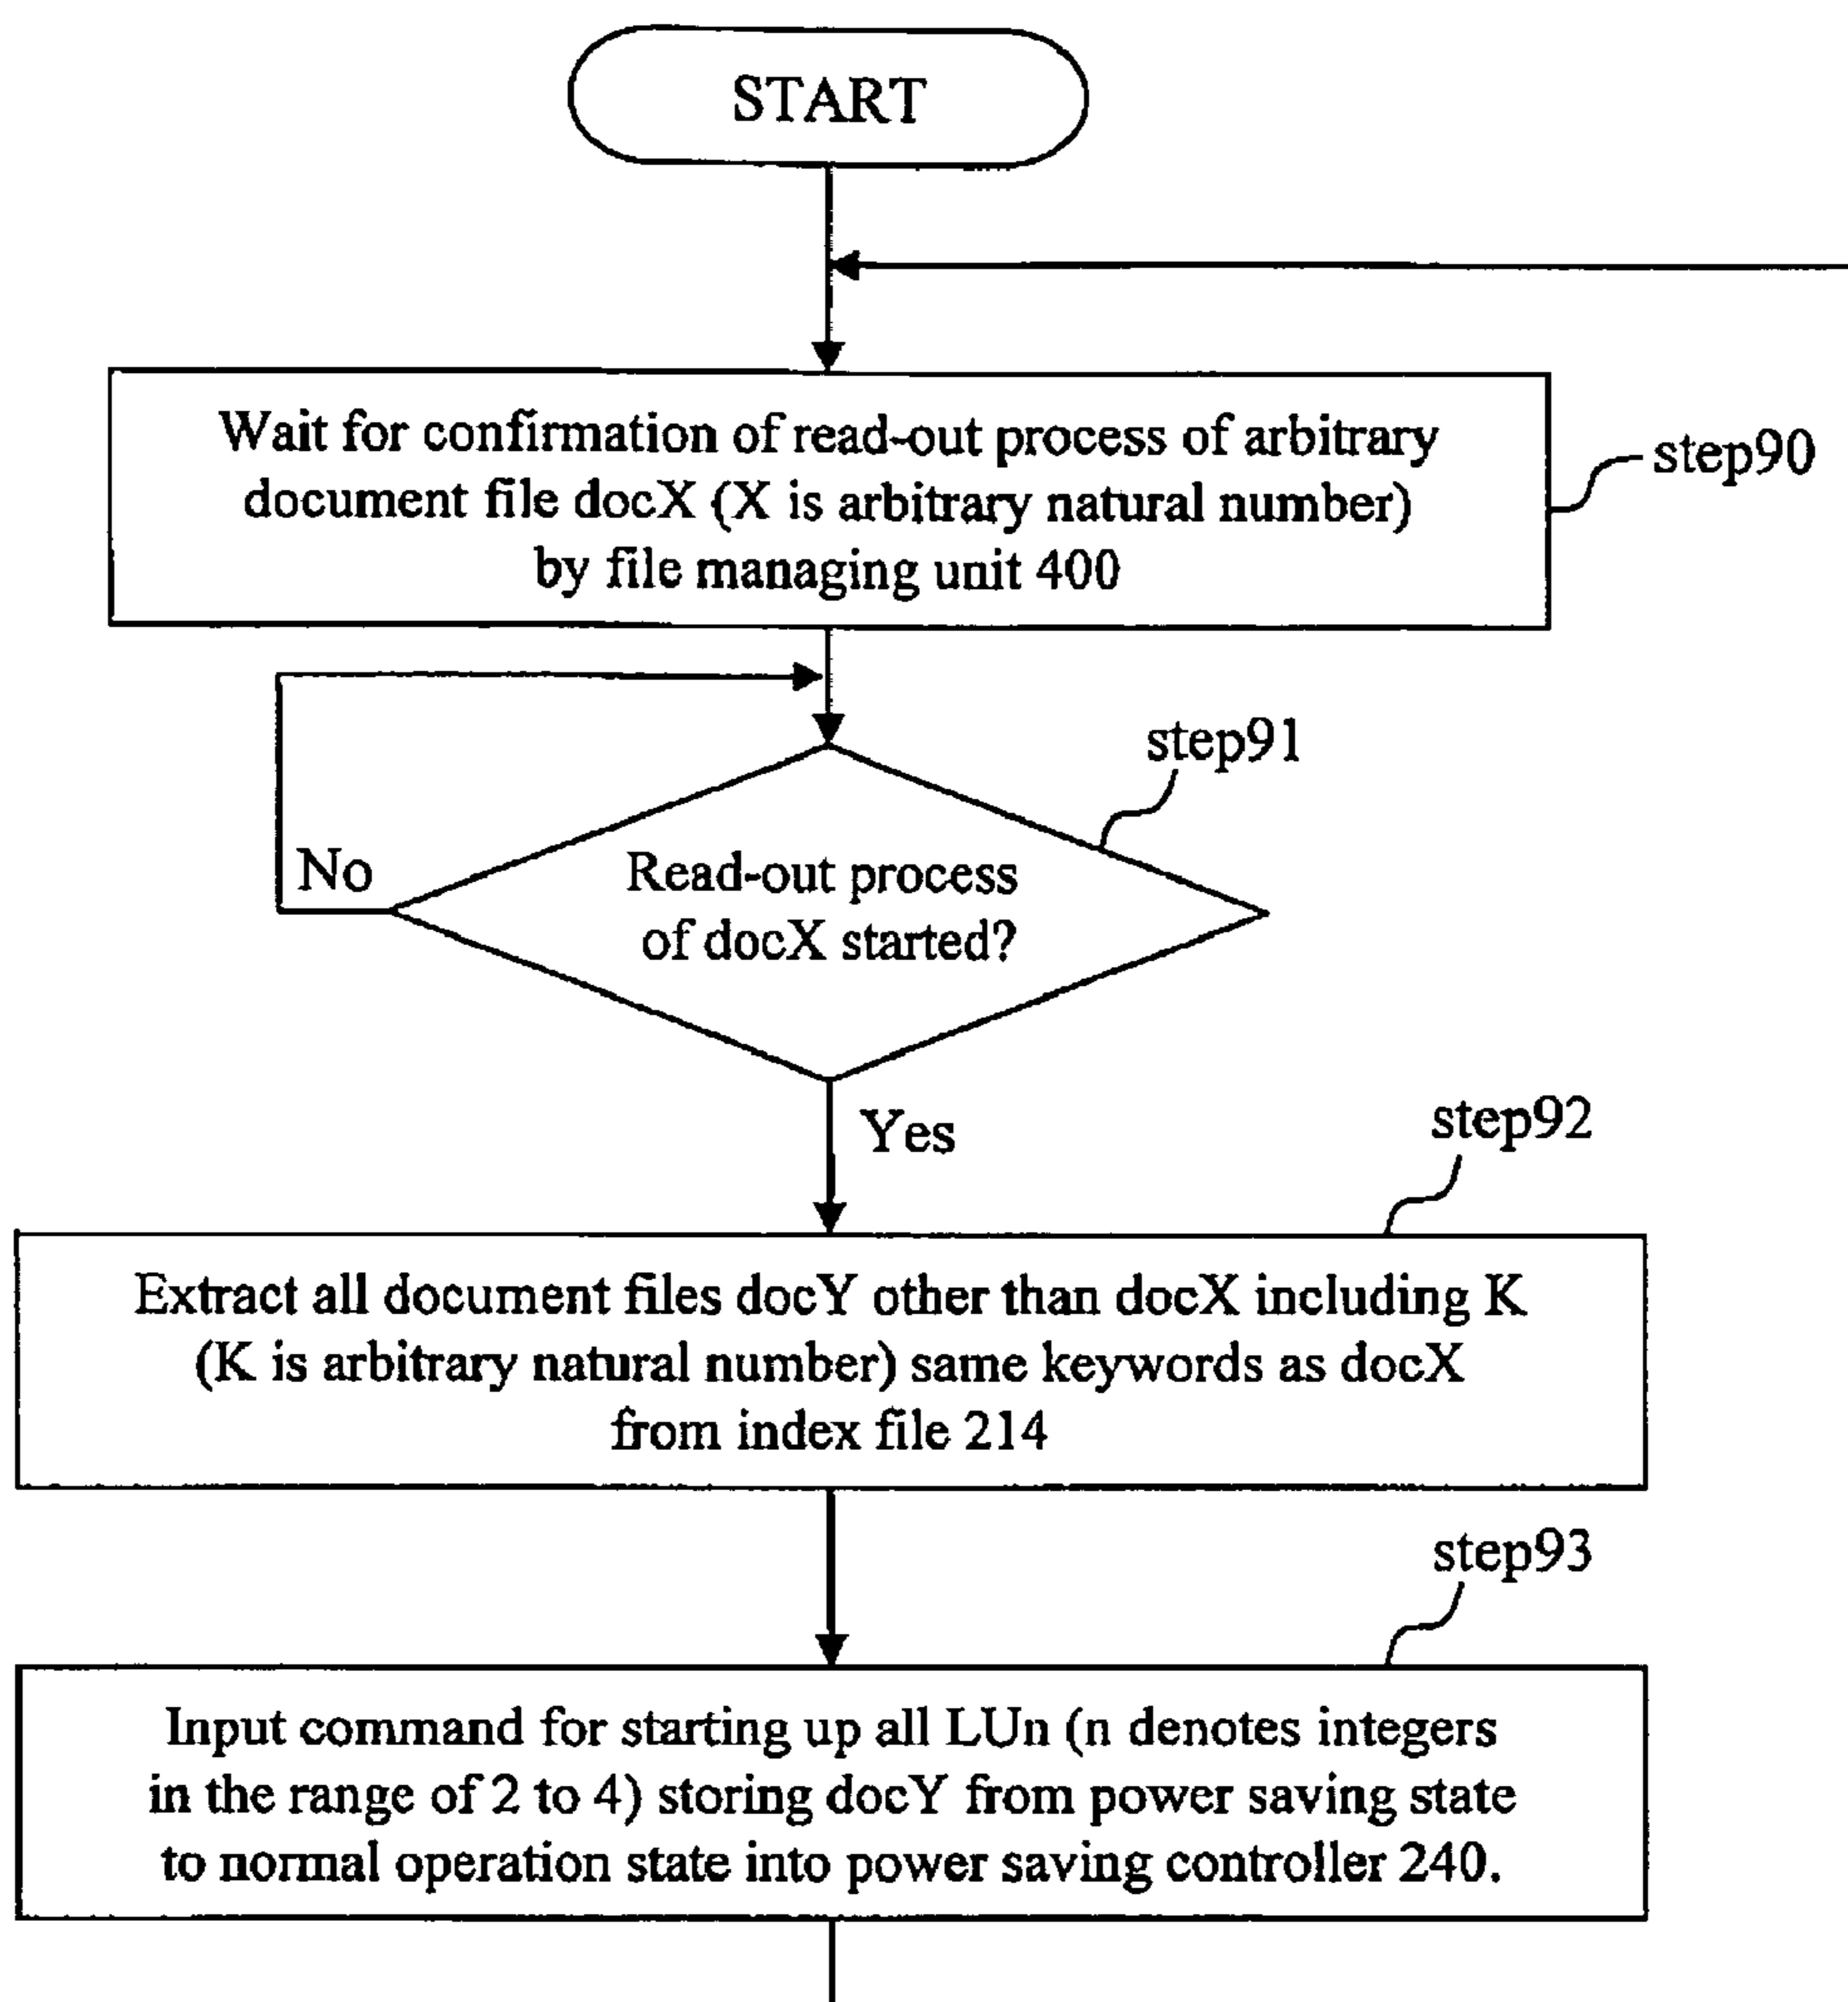 START
Wait for confirmation of read-out process of arbitrary
document file docX (X is arbitrary natural number)
by file managing unit 400
step90
step91
No
Read-out process
of docX started?
Yes
step92
Extract all document files docY other than docX including K
(K is arbitrary natural number) same keywords as docX
from index file 214
step93
Input command for starting up all LUn (n denotes integers
in the range of 2 to 4) storing docY from power saving state
to normal operation state into power saving controller 240.